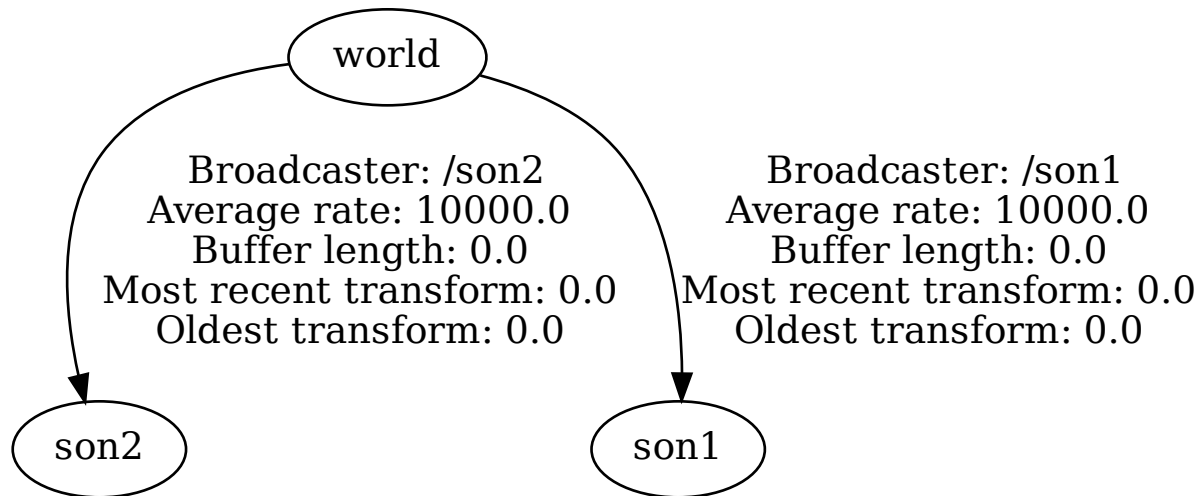 world
Broadcaster: /son2
Average rate: 10000.0
Buffer length: 0.0
Most recent transform: 0.0
Oldest transform: 0.0
Broadcaster: /son1
Average rate: 10000.0
Buffer length: 0.0
Most recent transform: 0.0
Oldest transform: 0.0
son2
son1